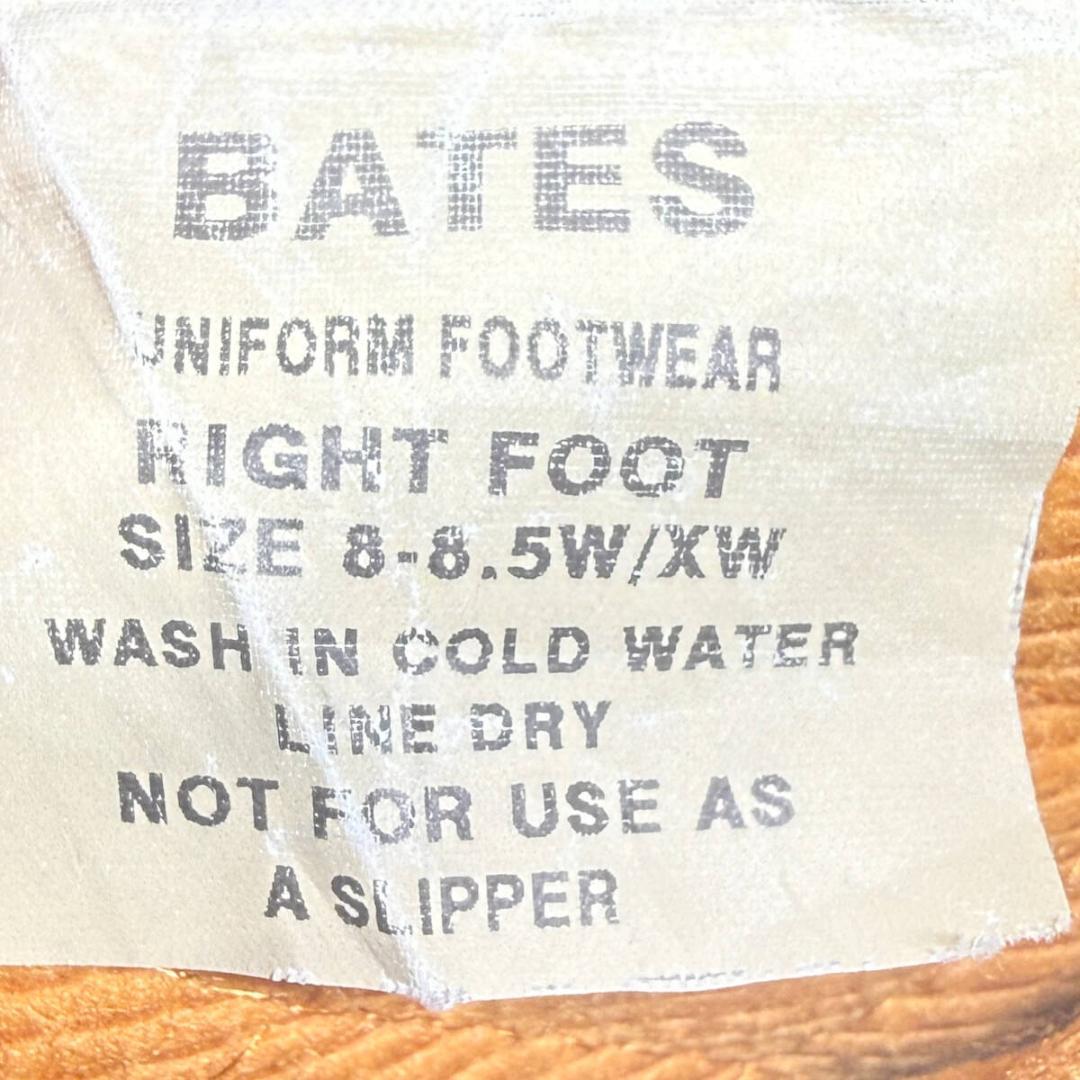 BATES
UNIFORM FOOTWEAR
RIGHT FOOT
SIZE 8-8.5W/XW
WASH IN COLD WATER
LINE DRY
NOT FOR USE AS
A SLIPPER